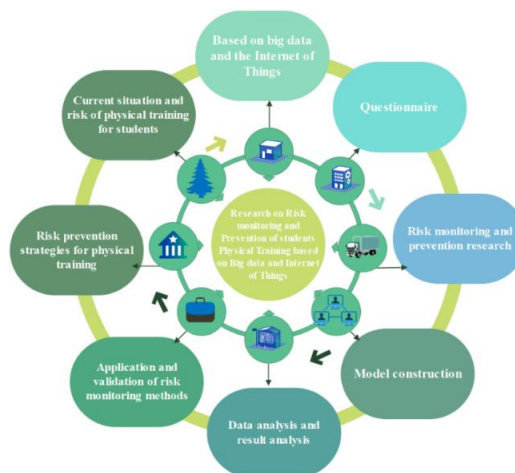 Based on big data
and the Internet of
Things
Questionnaire
Risk monitoring and
prevention research
Model construction
Data analysis and
result analysis
Application and
validation of risk
monitoring methods
Risk prevention
strategies for physical
training
Current situation and
risk of physical training
for students
Research on Risk
monitoring and
Prevention of students
Physical Training based
on Big data and Internet
of Things